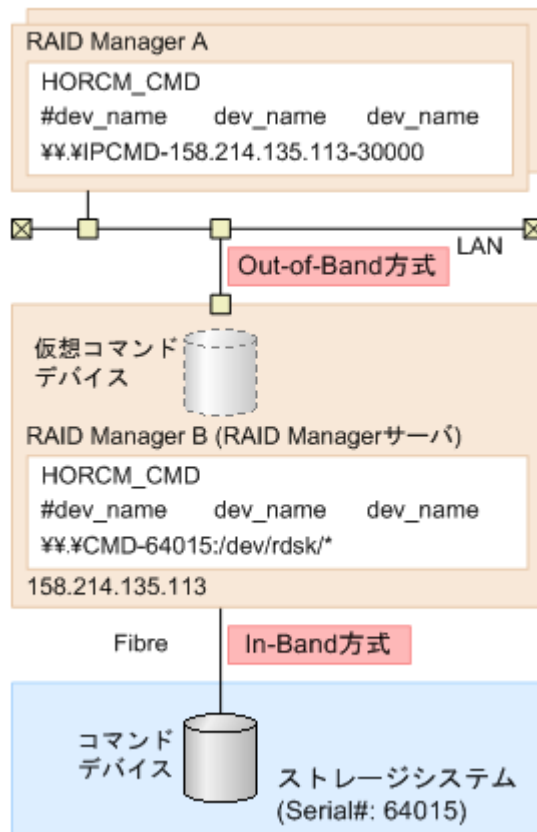 RAID Manager A
HORCM_CMD
#dev_name dev_name dev_name
¥¥.¥IPCMD-158.214.135.113-30000
LAN
Out-of-Band方式
仮想コマンド
デバイス
RAID Manager B (RAID Managerサーバ)
HORCM_CMD
#dev_name dev_name dev_name
¥¥.¥CMD-64015:/dev/rdsk/*
158.214.135.113
Fibre
In-Band方式
コマンド
デバイス
ストレージシステム
(Serial#: 64015)